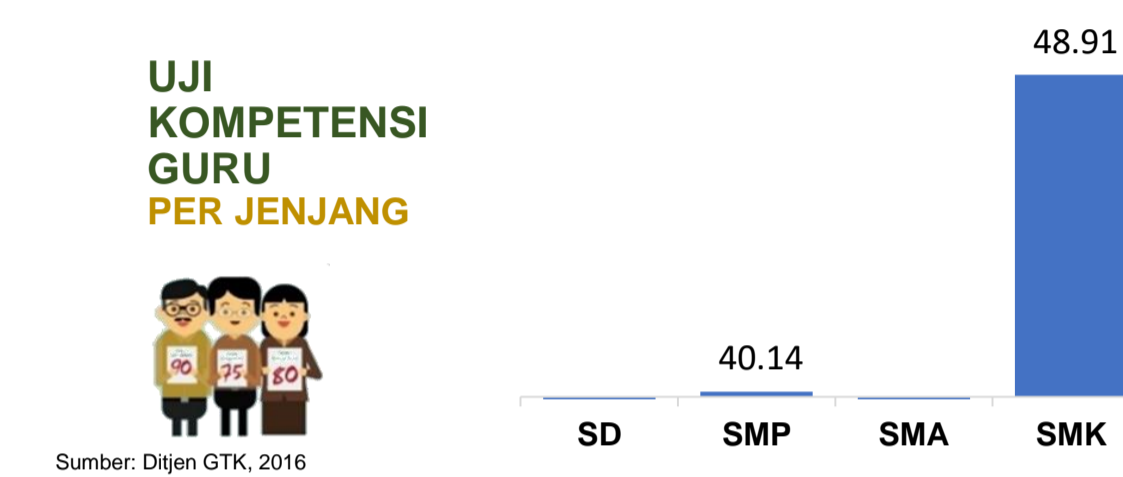 UJI
KOMPETENSI
GURU
PER JENJANG
90
75
80
Sumber: Ditjen GTK, 2016
48.91
40.14
SD
SMP
SMA
SMK